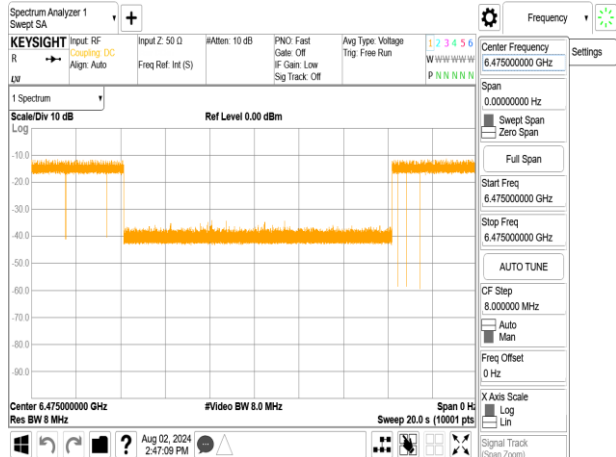 Spectrum Analyzer 1
Swept SA
+
Frequency
KEYSIGHT
R
Input: RF
Coupling: DC
Align: Auto
Input Z: 50 Ω
Freq Ref: Int (S)
#Atten: 10 dB
PNO: Fast
Gate: Off
IF Gain: Low
Sig Track: Off
Avg Type: Voltage
Trig: Free Run
1 2 3 4 5 6
W W W W W W
P N N N N N
1 Spectrum
Scale/Div 10 dB
Ref Level 0.00 dBm
Log
-10.0
-20.0
-30.0
-40.0
-50.0
-60.0
-70.0
-80.0
-90.0
Center 6.475000000 GHz
Res BW 8 MHz
#Video BW 8.0 MHz
Span 0 Hz
Sweep 20.0 s (10001 pts
?
Aug 02, 2024
2:47:09 PM
Center Frequency
6.475000000 GHz
Settings
Span
0.00000000 Hz
Swept Span
Zero Span
Full Span
Start Freq
6.475000000 GHz
Stop Freq
6.475000000 GHz
AUTO TUNE
CF Step
8.000000 MHz
Auto
Man
Freq Offset
0 Hz
X Axis Scale
Log
Lin
Signal Track
(Span Zoom)